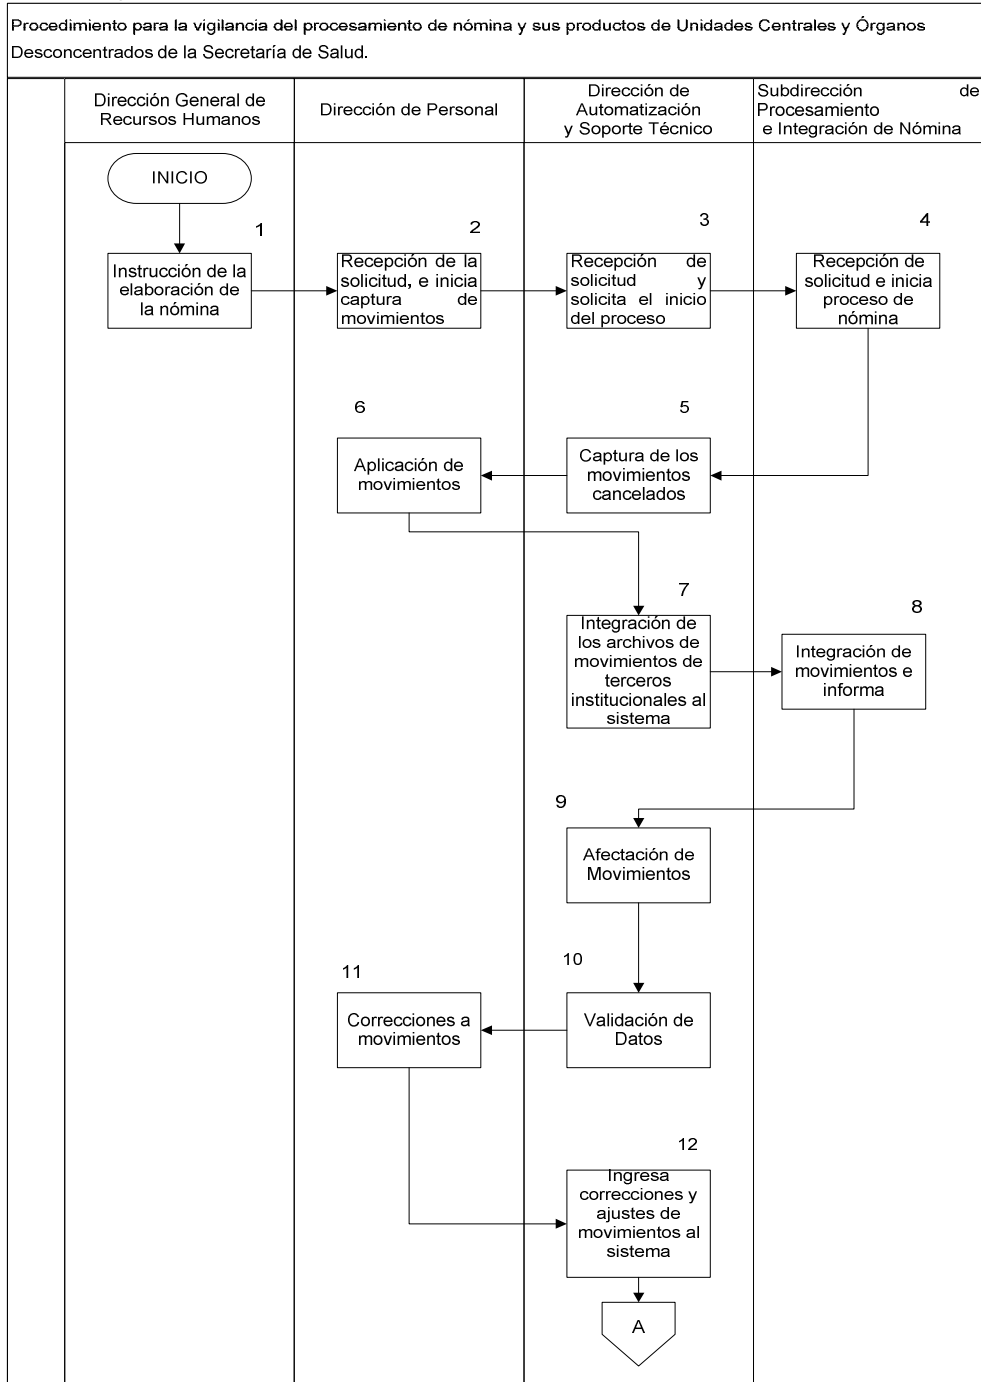 Procedimiento para la vigilancia del procesamiento de nómina y sus productos de Unidades Centrales y Órganos
Desconcentrados de la Secretaría de Salud.
Dirección General de
Recursos Humanos
Dirección de Personal
Dirección de
Automatización
y Soporte Técnico
Subdirección de
Procesamiento
e Integración de Nómina
INICIO
1
Instrucción de la
elaboración de
la nómina
2
Recepción de la
solicitud, e inicia
captura de
movimientos
3
Recepción de
solicitud y
solicita el inicio
del proceso
4
Recepción de
solicitud e inicia
proceso de
nómina
5
Captura de los
movimientos
cancelados
6
Aplicación de
movimientos
7
Integración de
los archivos de
movimientos de
terceros
institucionales al
sistema
8
Integración de
movimientos e
informa
9
Afectación de
Movimientos
10
Validación de
Datos
11
Correcciones a
movimientos
12
Ingresa
correcciones y
ajustes de
movimientos al
sistema
A